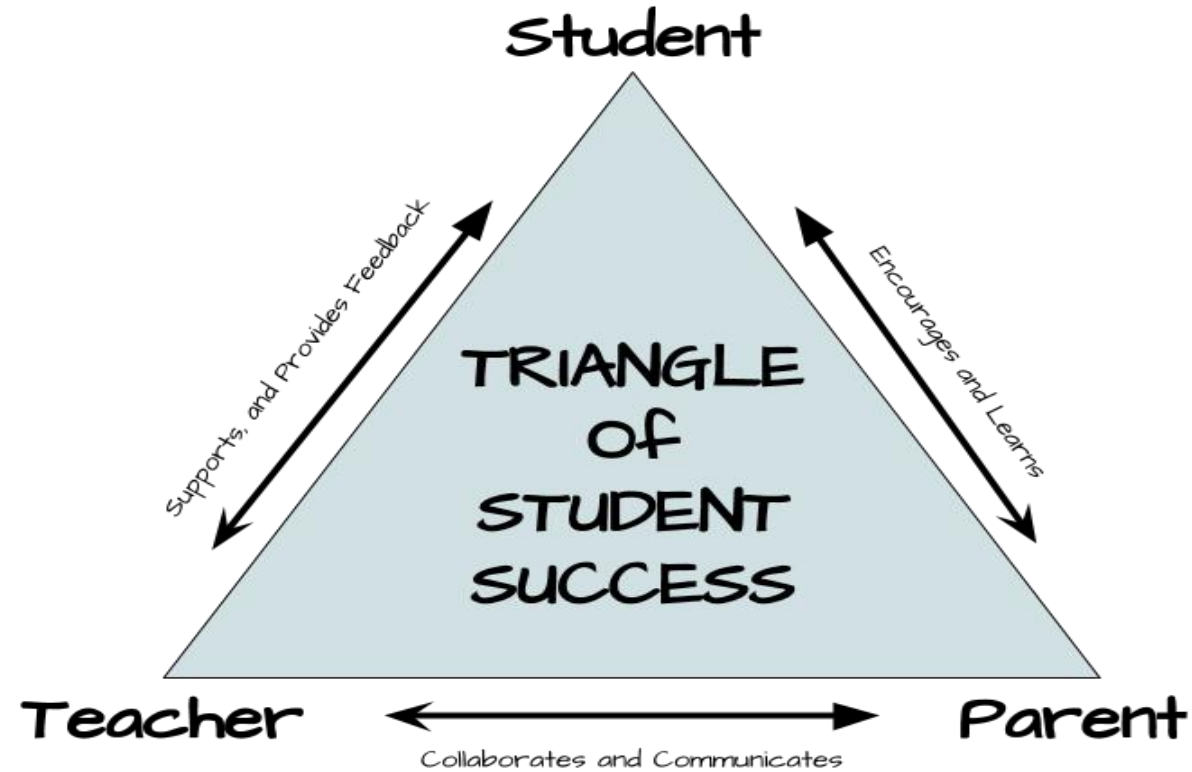 Student
Supports, and Provides Feedback
Encourages and Learns
TRIANGLE
of
STUDENT
SUCCESS
Teacher
Parent
Collaborates and Communicates